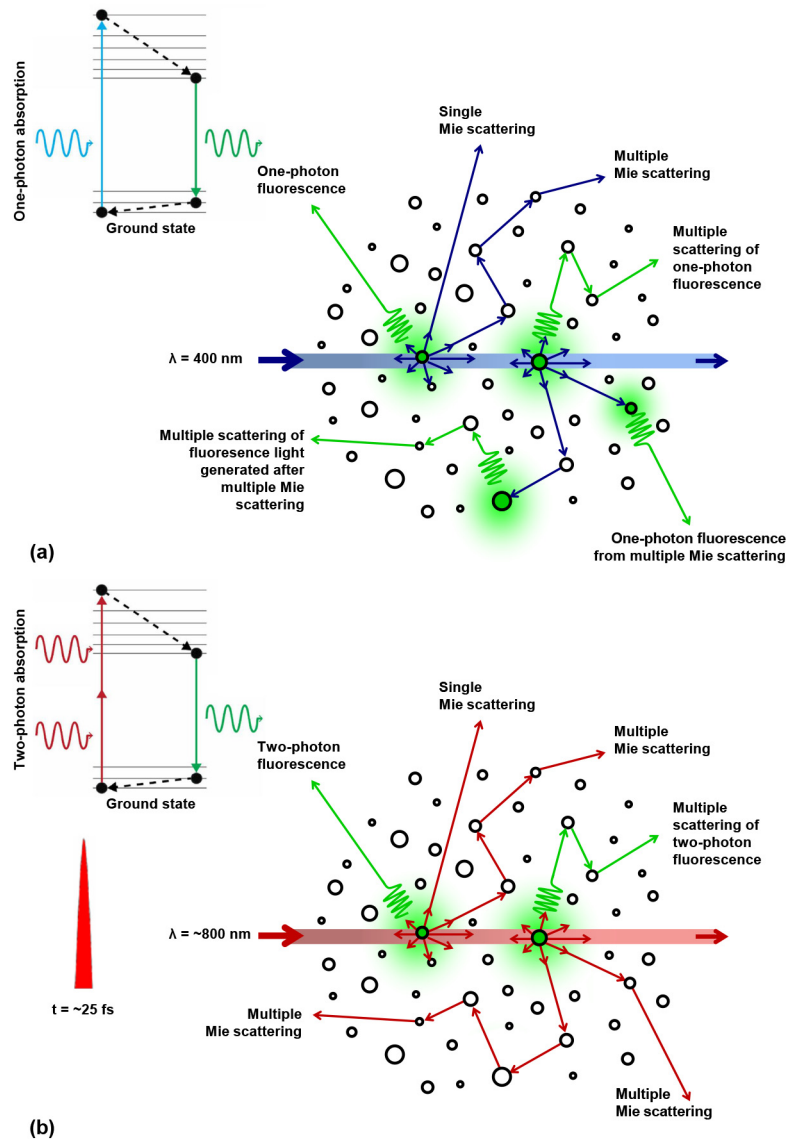 One-photon absorption
Ground state
Single
Mie scattering
Multiple
Mie scattering
One-photon
fluorescence
Multiple
scattering of
one-photon
fluorescence
λ = 400 nm
Multiple scattering of
fluoresence light
generated after
multiple Mie
scattering
One-photon fluorescence
from multiple Mie scattering
(a)
Two-photon absorption
Ground state
Single
Mie scattering
Multiple
Mie scattering
Two-photon
fluorescence
Multiple
scattering of
two-photon
fluorescence
λ = ~800 nm
t = ~25 fs
Multiple
Mie scattering
Multiple
Mie scattering
(b)